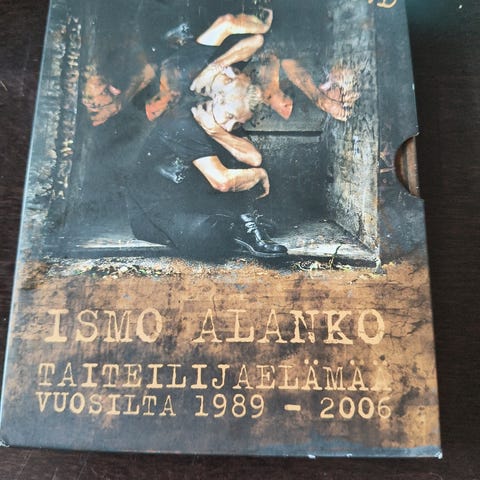 ISMO ALANKO
TAITEILIJAELÄMÄÄ
VUOSILTA 1989 - 2006